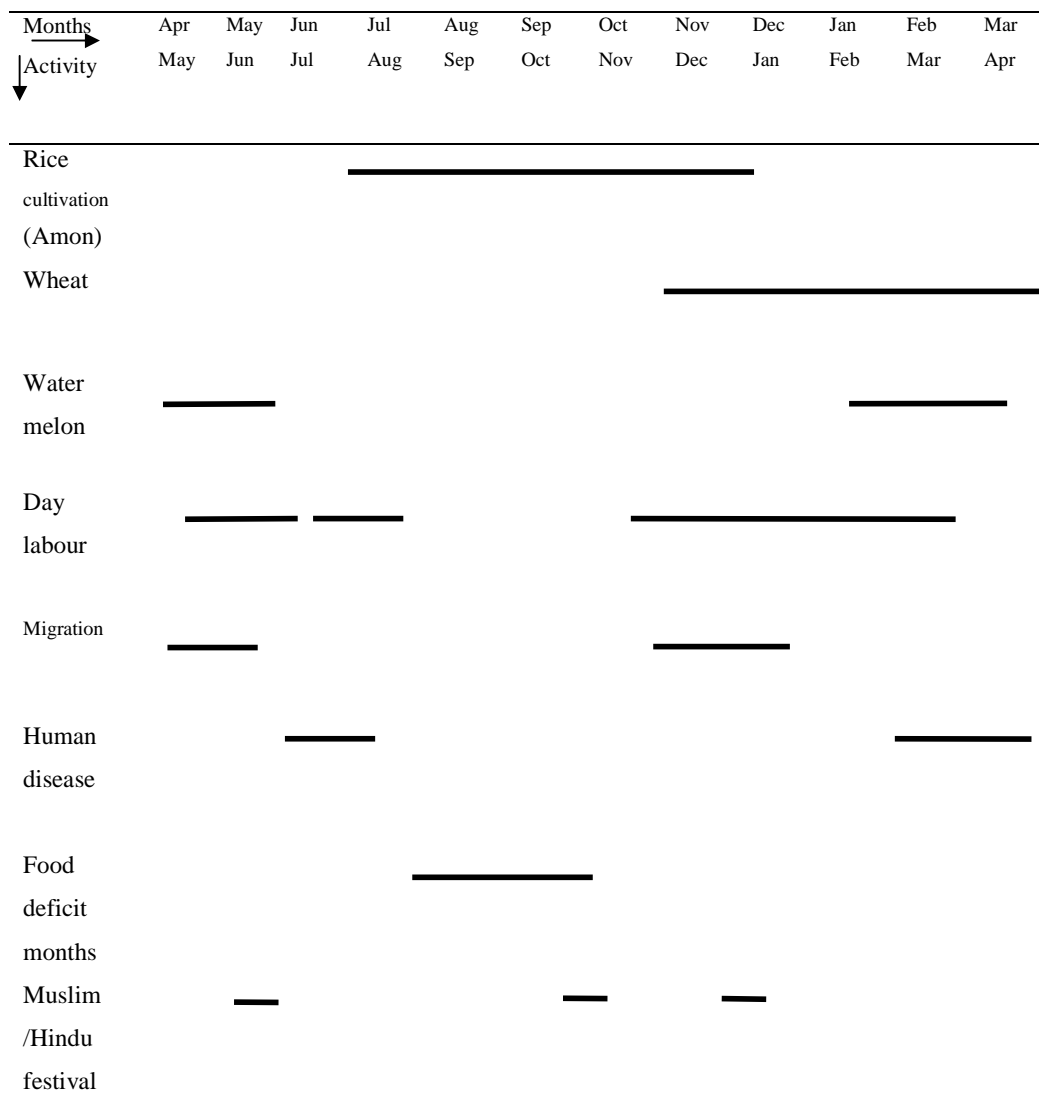 Months Apr May Jun Jul Aug Sep Oct Nov Dec Jan Feb Mar
Activity May Jun Jul Aug Sep Oct Nov Dec Jan Feb Mar Apr
Rice
cultivation
(Amon)
Wheat
Water
melon
Day
labour
Migration
Human
disease
Food
deficit
months
Muslim
/Hindu
festival